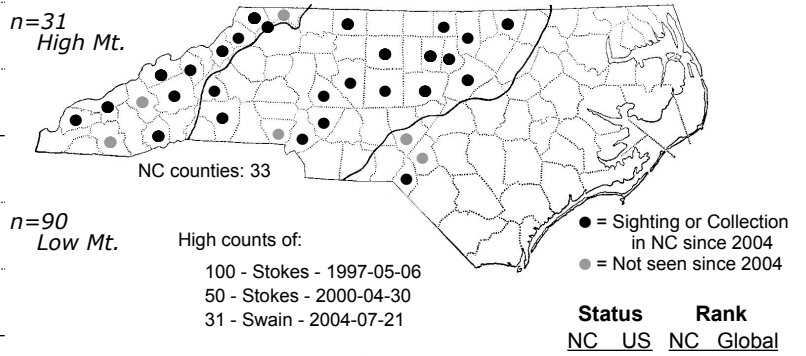 n=31
High Mt.
NC counties: 33
n=90
Low Mt.
High counts of:
100 - Stokes - 1997-05-06
50 - Stokes - 2000-04-30
31 - Swain - 2004-07-21
● = Sighting or Collection
in NC since 2004
● = Not seen since 2004
Status Rank
NC US NC Global